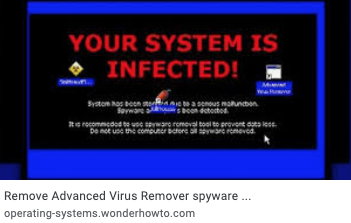 YOUR SYSTEM IS
INFECTED!
Advanced
Virus Remover
System has been stopped due to a serious malfunction.
Spyware s been detected.
It is recommended to use spyware removal tool to prevent data loss.
Do not use the computer before all spyware removed.
Remove Advanced Virus Remover spyware ...
operating-systems.wonderhowto.com